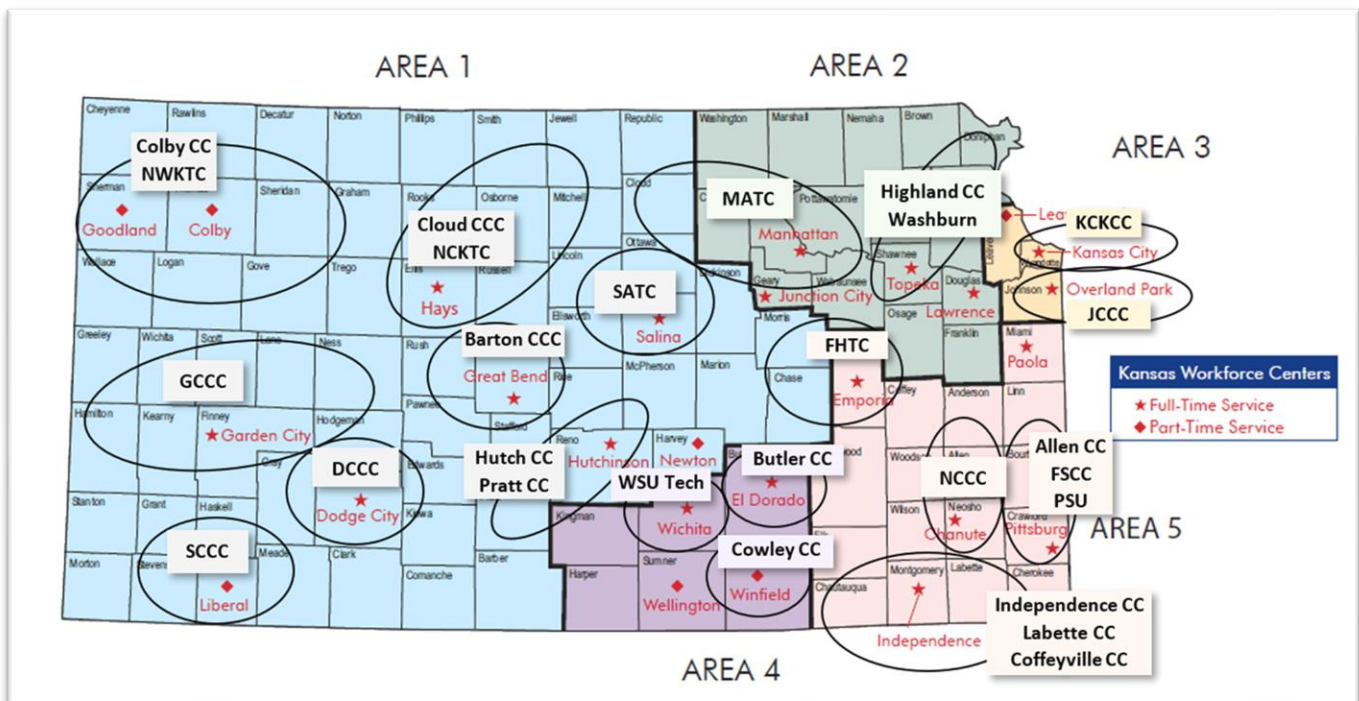 AREA 1
AREA 2
AREA 3
Cheyenne
Rawlins
Decatur
Norton
Phillips
Smith
Jewell
Republic
Washington
Marshall
Nemaha
Brown
Doniphan
Colby CC
NWKTC
Sherman
Sheridan
Graham
Rooks
Osborne
Mitchell
Cloud
Pottawatomie
MATC
Highland CC
Washburn
Goodland
Colby
Cloud CCC
NCKTC
Manhattan
KCKCC
Kansas City
Wallace
Logan
Gove
Trego
Ellis
Russell
Lincoln
Ottawa
Dickinson
Geary
Wabaunsee
Shawnee
Douglas
Johnson
Hays
SATC
Junction City
Topeka
Lawrence
Overland Park
JCCC
Ellsworth
Salina
Morris
Osage
Franklin
Miami
Paola
Greeley
Wichita
Scott
Lane
Ness
Rush
Barton CCC
Great Bend
Rice
McPherson
Marion
Chase
FHTC
Emporia
Coffey
Anderson
Linn
Kansas Workforce Centers
Full-Time Service
Part-Time Service
GCCC
Hamilton
Kearny
Finney
Garden City
Hodgeman
Pawnee
Stafford
Reno
Hutchinson
Harvey
Newton
DCCC
Gray
Edwards
Hutch CC
Pratt CC
WSU Tech
Butler CC
El Dorado
NCCC
Allen CC
FSCC
PSU
Stanton
Grant
Haskell
Dodge City
Kiowa
Kingman
Wichita
Wilson
Neosho
Chanute
Crawford
Pittsburg
AREA 5
SCCC
Morton
Meade
Clark
Comanche
Barber
Harper
Sumner
Cowley CC
Liberal
Wellington
Winfield
Chautauqua
Montgomery
Labette
Cherokee
Independence
Independence CC
Labette CC
Coffeyville CC
AREA 4